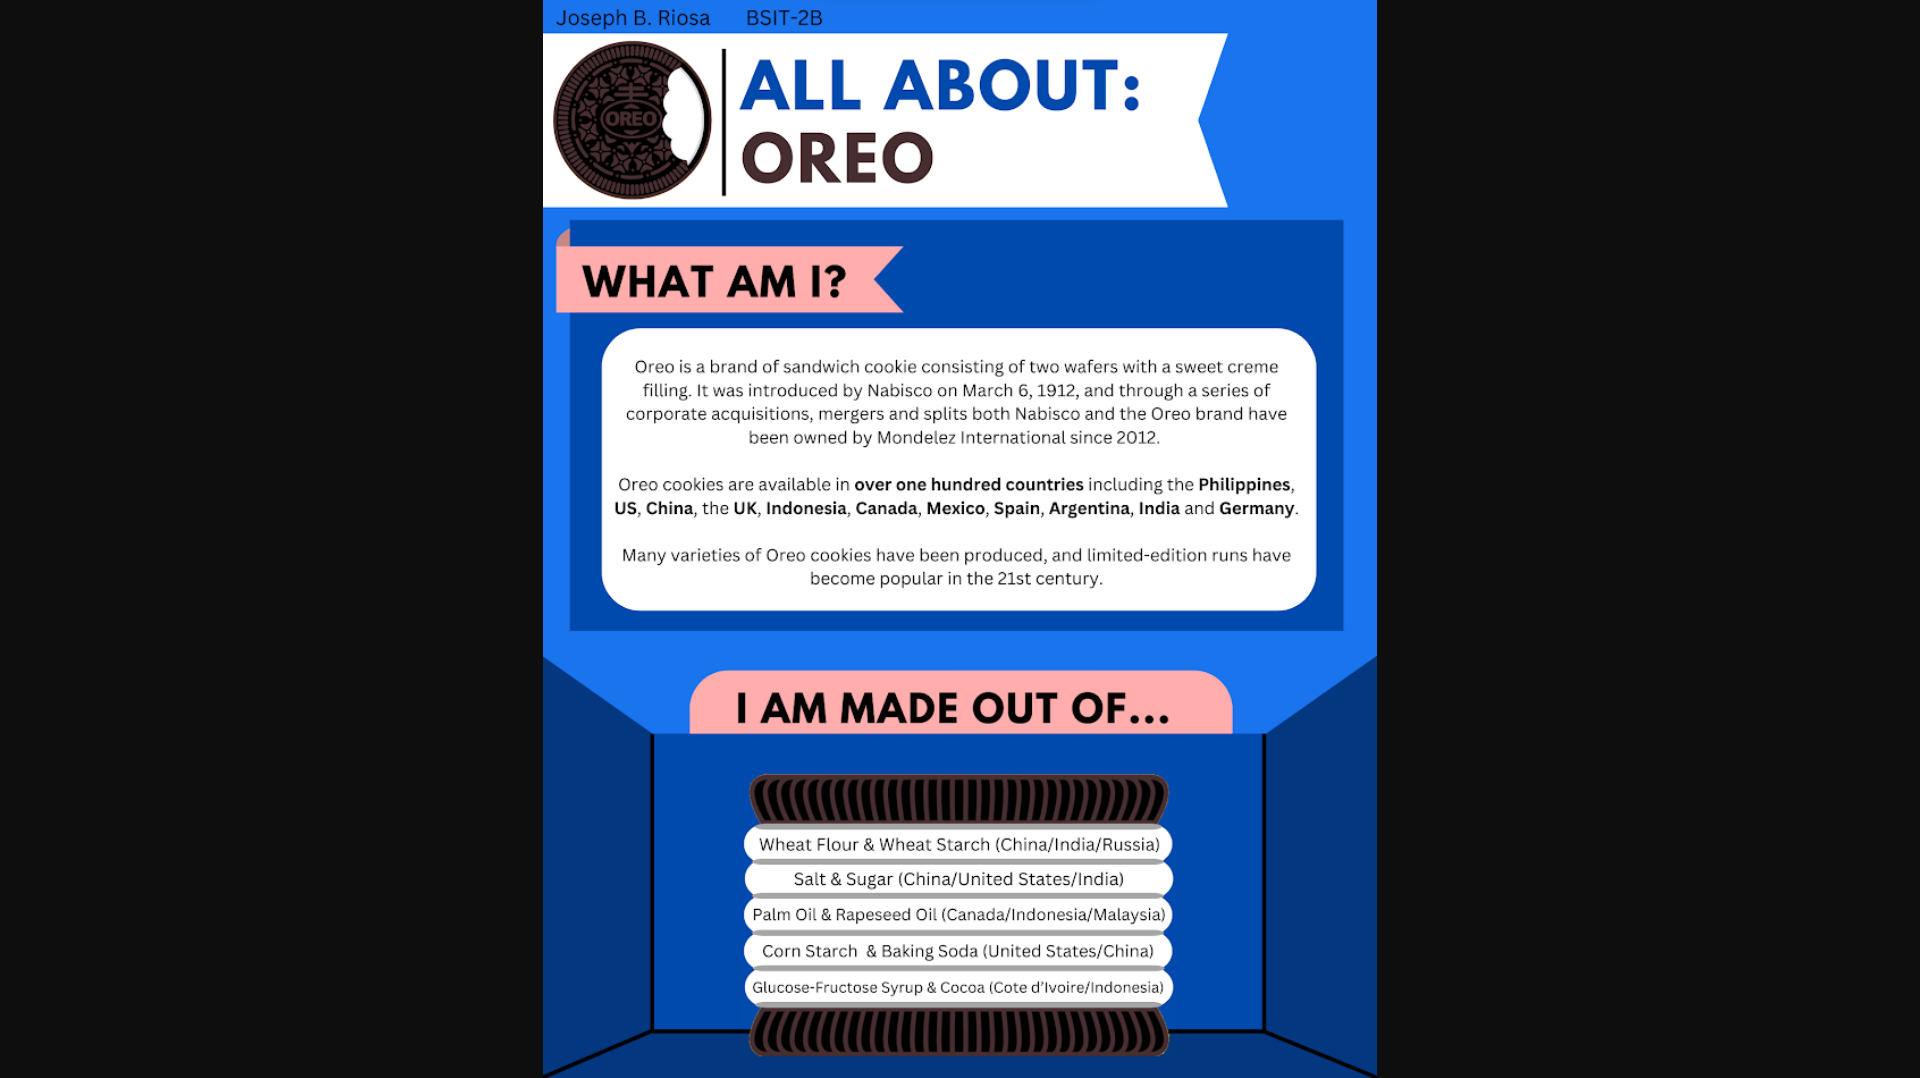 Joseph B. Riosa BSIT-2B
OREO
ALL ABOUT:
OREO
WHAT AM I?
Oreo is a brand of sandwich cookie consisting of two wafers with a sweet creme
filling. It was introduced by Nabisco on March 6, 1912, and through a series of
corporate acquisitions, mergers and splits both Nabisco and the Oreo brand have
been owned by Mondelez International since 2012.
Oreo cookies are available in over one hundred countries including the Philippines,
US, China, the UK, Indonesia, Canada, Mexico, Spain, Argentina, India and Germany.
Many varieties of Oreo cookies have been produced, and limited-edition runs have
become popular in the 21st century.
I AM MADE OUT OF...
Wheat Flour & Wheat Starch (China/India/Russia)
Salt & Sugar (China/United States/India)
Palm Oil & Rapeseed Oil (Canada/Indonesia/Malaysia)
Corn Starch & Baking Soda (United States/China)
Glucose-Fructose Syrup & Cocoa (Cote d'Ivoire/Indonesia)